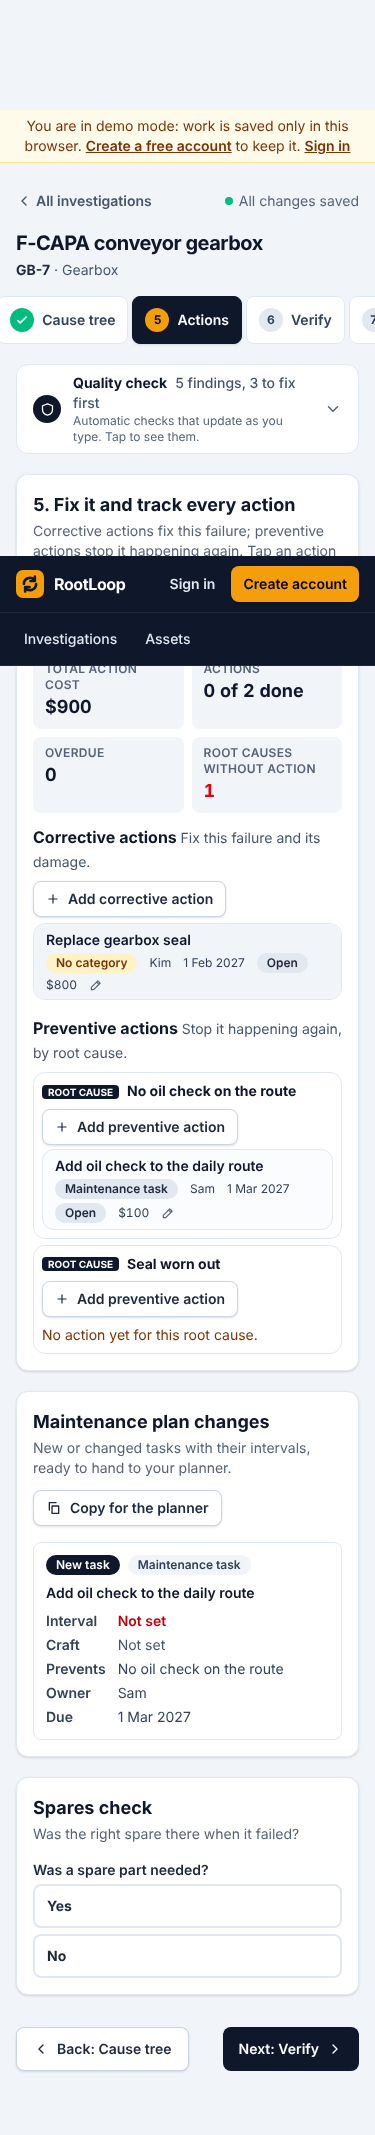 You are in demo mode: work is saved only in this
browser. Create a free account to keep it. Sign in
All investigations
All changes saved
F-CAPA conveyor gearbox
GB-7 · Gearbox
Cause tree
5 Actions
6 Verify
7
Quality check 5 findings, 3 to fix
first
Automatic checks that update as you
type. Tap to see them.
5. Fix it and track every action
Corrective actions fix this failure; preventive
actions stop it happening again. Tap an action
RootLoop
Sign in
Create account
Investigations
Assets
TOTAL ACTION
COST
$900
ACTIONS
0 of 2 done
OVERDUE
0
ROOT CAUSES
WITHOUT ACTION
1
Corrective actions Fix this failure and its
damage.
Add corrective action
Replace gearbox seal
No category Kim 1 Feb 2027 Open
$800
Preventive actions Stop it happening again,
by root cause.
ROOT CAUSE No oil check on the route
Add preventive action
Add oil check to the daily route
Maintenance task Sam 1 Mar 2027
Open $100
ROOT CAUSE Seal worn out
Add preventive action
No action yet for this root cause.
Maintenance plan changes
New or changed tasks with their intervals,
ready to hand to your planner.
Copy for the planner
New task Maintenance task
Add oil check to the daily route
Interval Not set
Craft Not set
Prevents No oil check on the route
Owner Sam
Due 1 Mar 2027
Spares check
Was the right spare there when it failed?
Was a spare part needed?
Yes
No
Back: Cause tree
Next: Verify